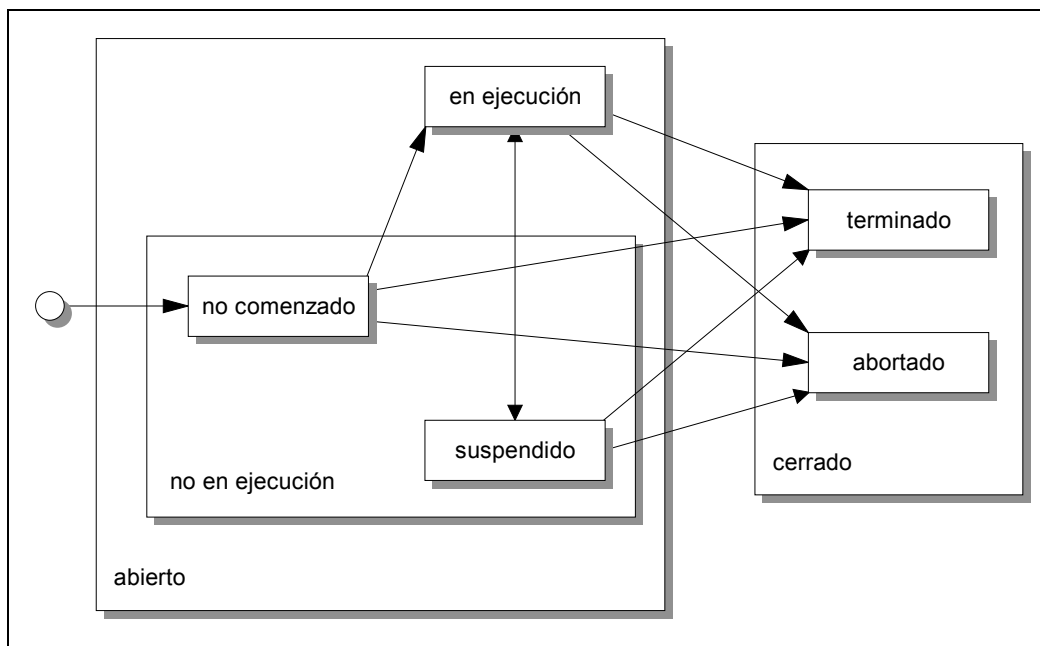 en ejecución
terminado
no comenzado
abortado
suspendido
cerrado
no en ejecución
abierto